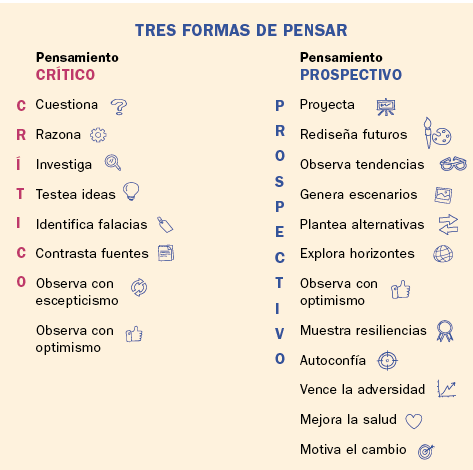 TRES FORMAS DE PENSAR
Pensamiento
CRÍTICO
C
R
Í
T
I
C
O
Cuestiona
Razona
Investiga
Testea ideas
Identifica falacias
Contrasta fuentes
Observa con
escepticismo
Observa con
optimismo
Pensamiento
PROSPECTIVO
P
R
O
S
P
E
C
T
I
V
O
Proyecta
Rediseña futuros
Observa tendencias
Genera escenarios
Plantea alternativas
Explora horizontes
Observa con
optimismo
Muestra resiliencias
Autoconfía
Vence la adversidad
Mejora la salud
Motiva el cambio